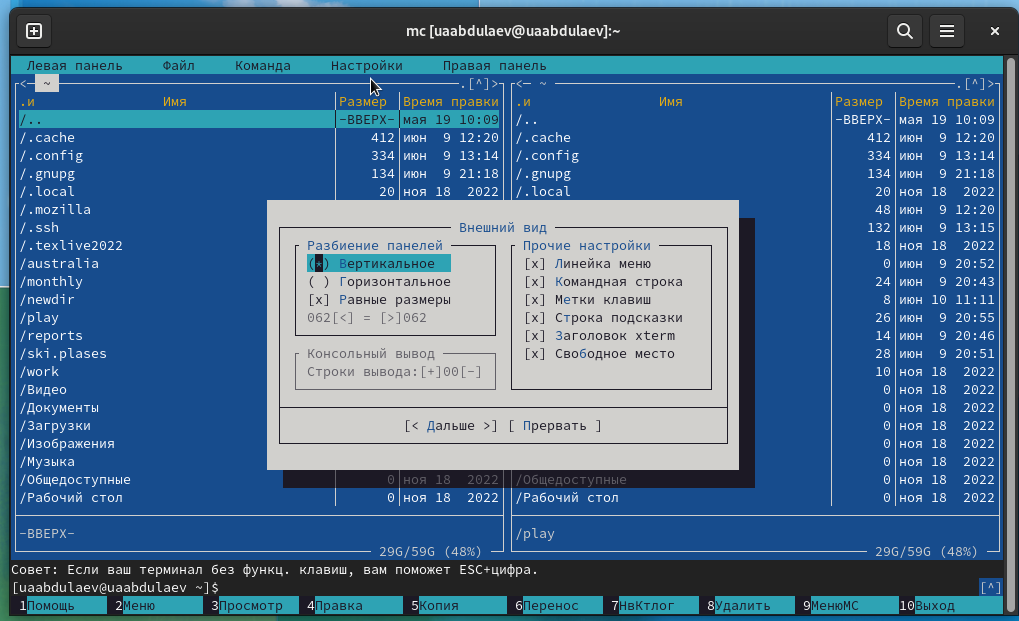 mc [uaabdulaev@uaabdulaev]:~
Левая панель Файл Команда Настройки Правая панель
<─ ~ .[^]> <─ ~ .[^]>
.и Имя Размер Время правки .и Имя Размер Время правки
/.. -ВВЕРХ- мая 19 10:09 /.. -ВВЕРХ- мая 19 10:09
/.cache 412 июн 9 12:20 /.cache 412 июн 9 12:20
/.config 334 июн 9 13:14 /.config 334 июн 9 13:14
/.gnupg 134 июн 9 21:18 /.gnupg 134 июн 9 21:18
/.local 20 ноя 18 2022 /.local 20 ноя 18 2022
/.mozilla 48 июн 9 12:20
/.ssh Внешний вид 132 июн 9 13:15
/.texlive2022 Разбиение панелей Прочие настройки 18 ноя 18 2022
/australia (*) Вертикальное [x] Линейка меню 0 июн 9 20:52
/monthly ( ) Горизонтальное [x] Командная строка 24 июн 9 20:43
/newdir [x] Равные размеры [x] Метки клавиш 8 июн 10 11:11
/play 062[<] = [>]062 [x] Строка подсказки 26 июн 9 20:55
/reports [x] Заголовок xterm 14 июн 9 20:46
/ski.plases Консольный вывод [x] Свободное место 28 июн 9 20:51
/work Строки вывода:[+]00[-] 10 ноя 18 2022
/Видео 0 ноя 18 2022
/Документы 0 ноя 18 2022
/Загрузки [< Дальше >] [ Прервать ] 0 ноя 18 2022
/Изображения 0 ноя 18 2022
/Музыка 0 ноя 18 2022
/Общедоступные 0 ноя 18 2022 /Общедоступные 0 ноя 18 2022
/Рабочий стол 0 ноя 18 2022 /Рабочий стол 0 ноя 18 2022
-ВВЕРХ- /play
29G/59G (48%) 29G/59G (48%)
Совет: Если ваш терминал без функц. клавиш, вам поможет ESC+цифра.
[uaabdulaev@uaabdulaev ~]$ [^]
1Помощь 2Меню 3Просмотр 4Правка 5Копия 6Перенос 7НвКтлог 8Удалить 9МенюМС 10Выход